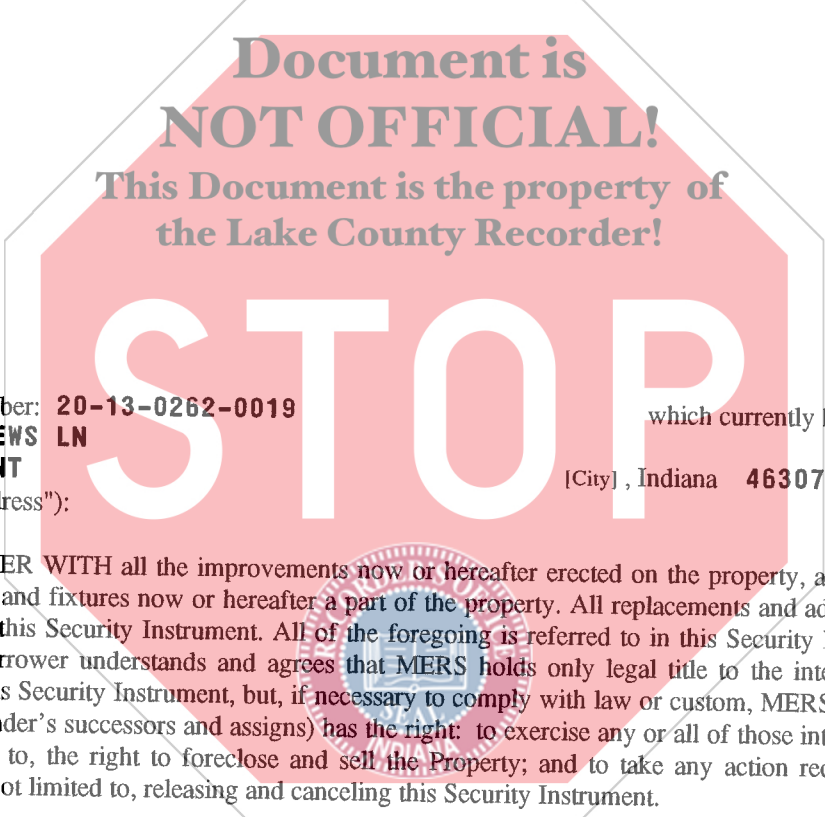 Document is
NOT OFFICIAL!
This Document is the property of
the Lake County Recorder!
STOP
ber: 20-13-0262-0019 which currently
EWS LN
NT
[City] , Indiana 46307
ress"):
ER WITH all the improvements now or hereafter erected on the property, a
and fixtures now or hereafter a part of the property. All replacements and ad
this Security Instrument. All of the foregoing is referred to in this Security
rrower understands and agrees that MERS holds only legal title to the inte
s Security Instrument, but, if necessary to comply with law or custom, MERS
der's successors and assigns) has the right: to exercise any or all of those int
to, the right to foreclose and sell the Property; and to take any action req
ot limited to, releasing and canceling this Security Instrument.
RECORDER'S OFFICE
SEAL
INDIANA